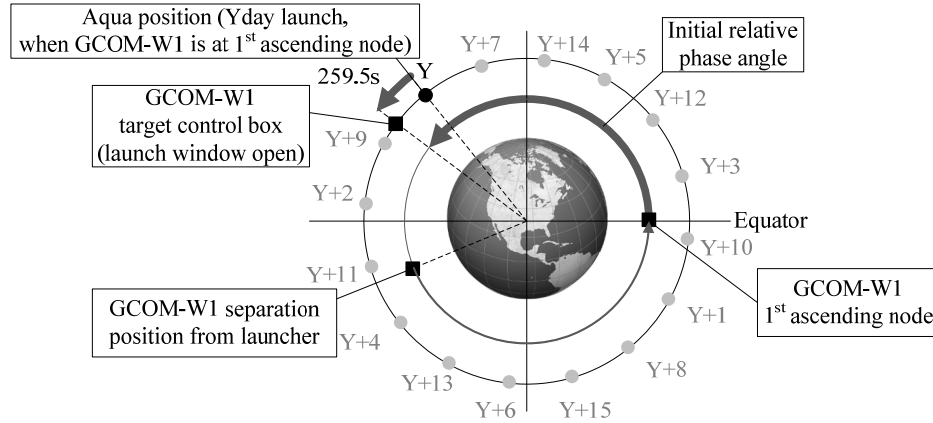 Aqua position (Yday launch,
when GCOM-W1 is at 1st ascending node)
Y+7
Y+14
Initial relative
phase angle
259.5s
Y
Y+5
GCOM-W1
target control box
(launch window open)
Y+12
Y+9
Y+3
Y+2
Equator
Y+10
Y+11
GCOM-W1 separation
position from launcher
GCOM-W1
1st ascending node
Y+1
Y+4
Y+8
Y+13
Y+6
Y+15